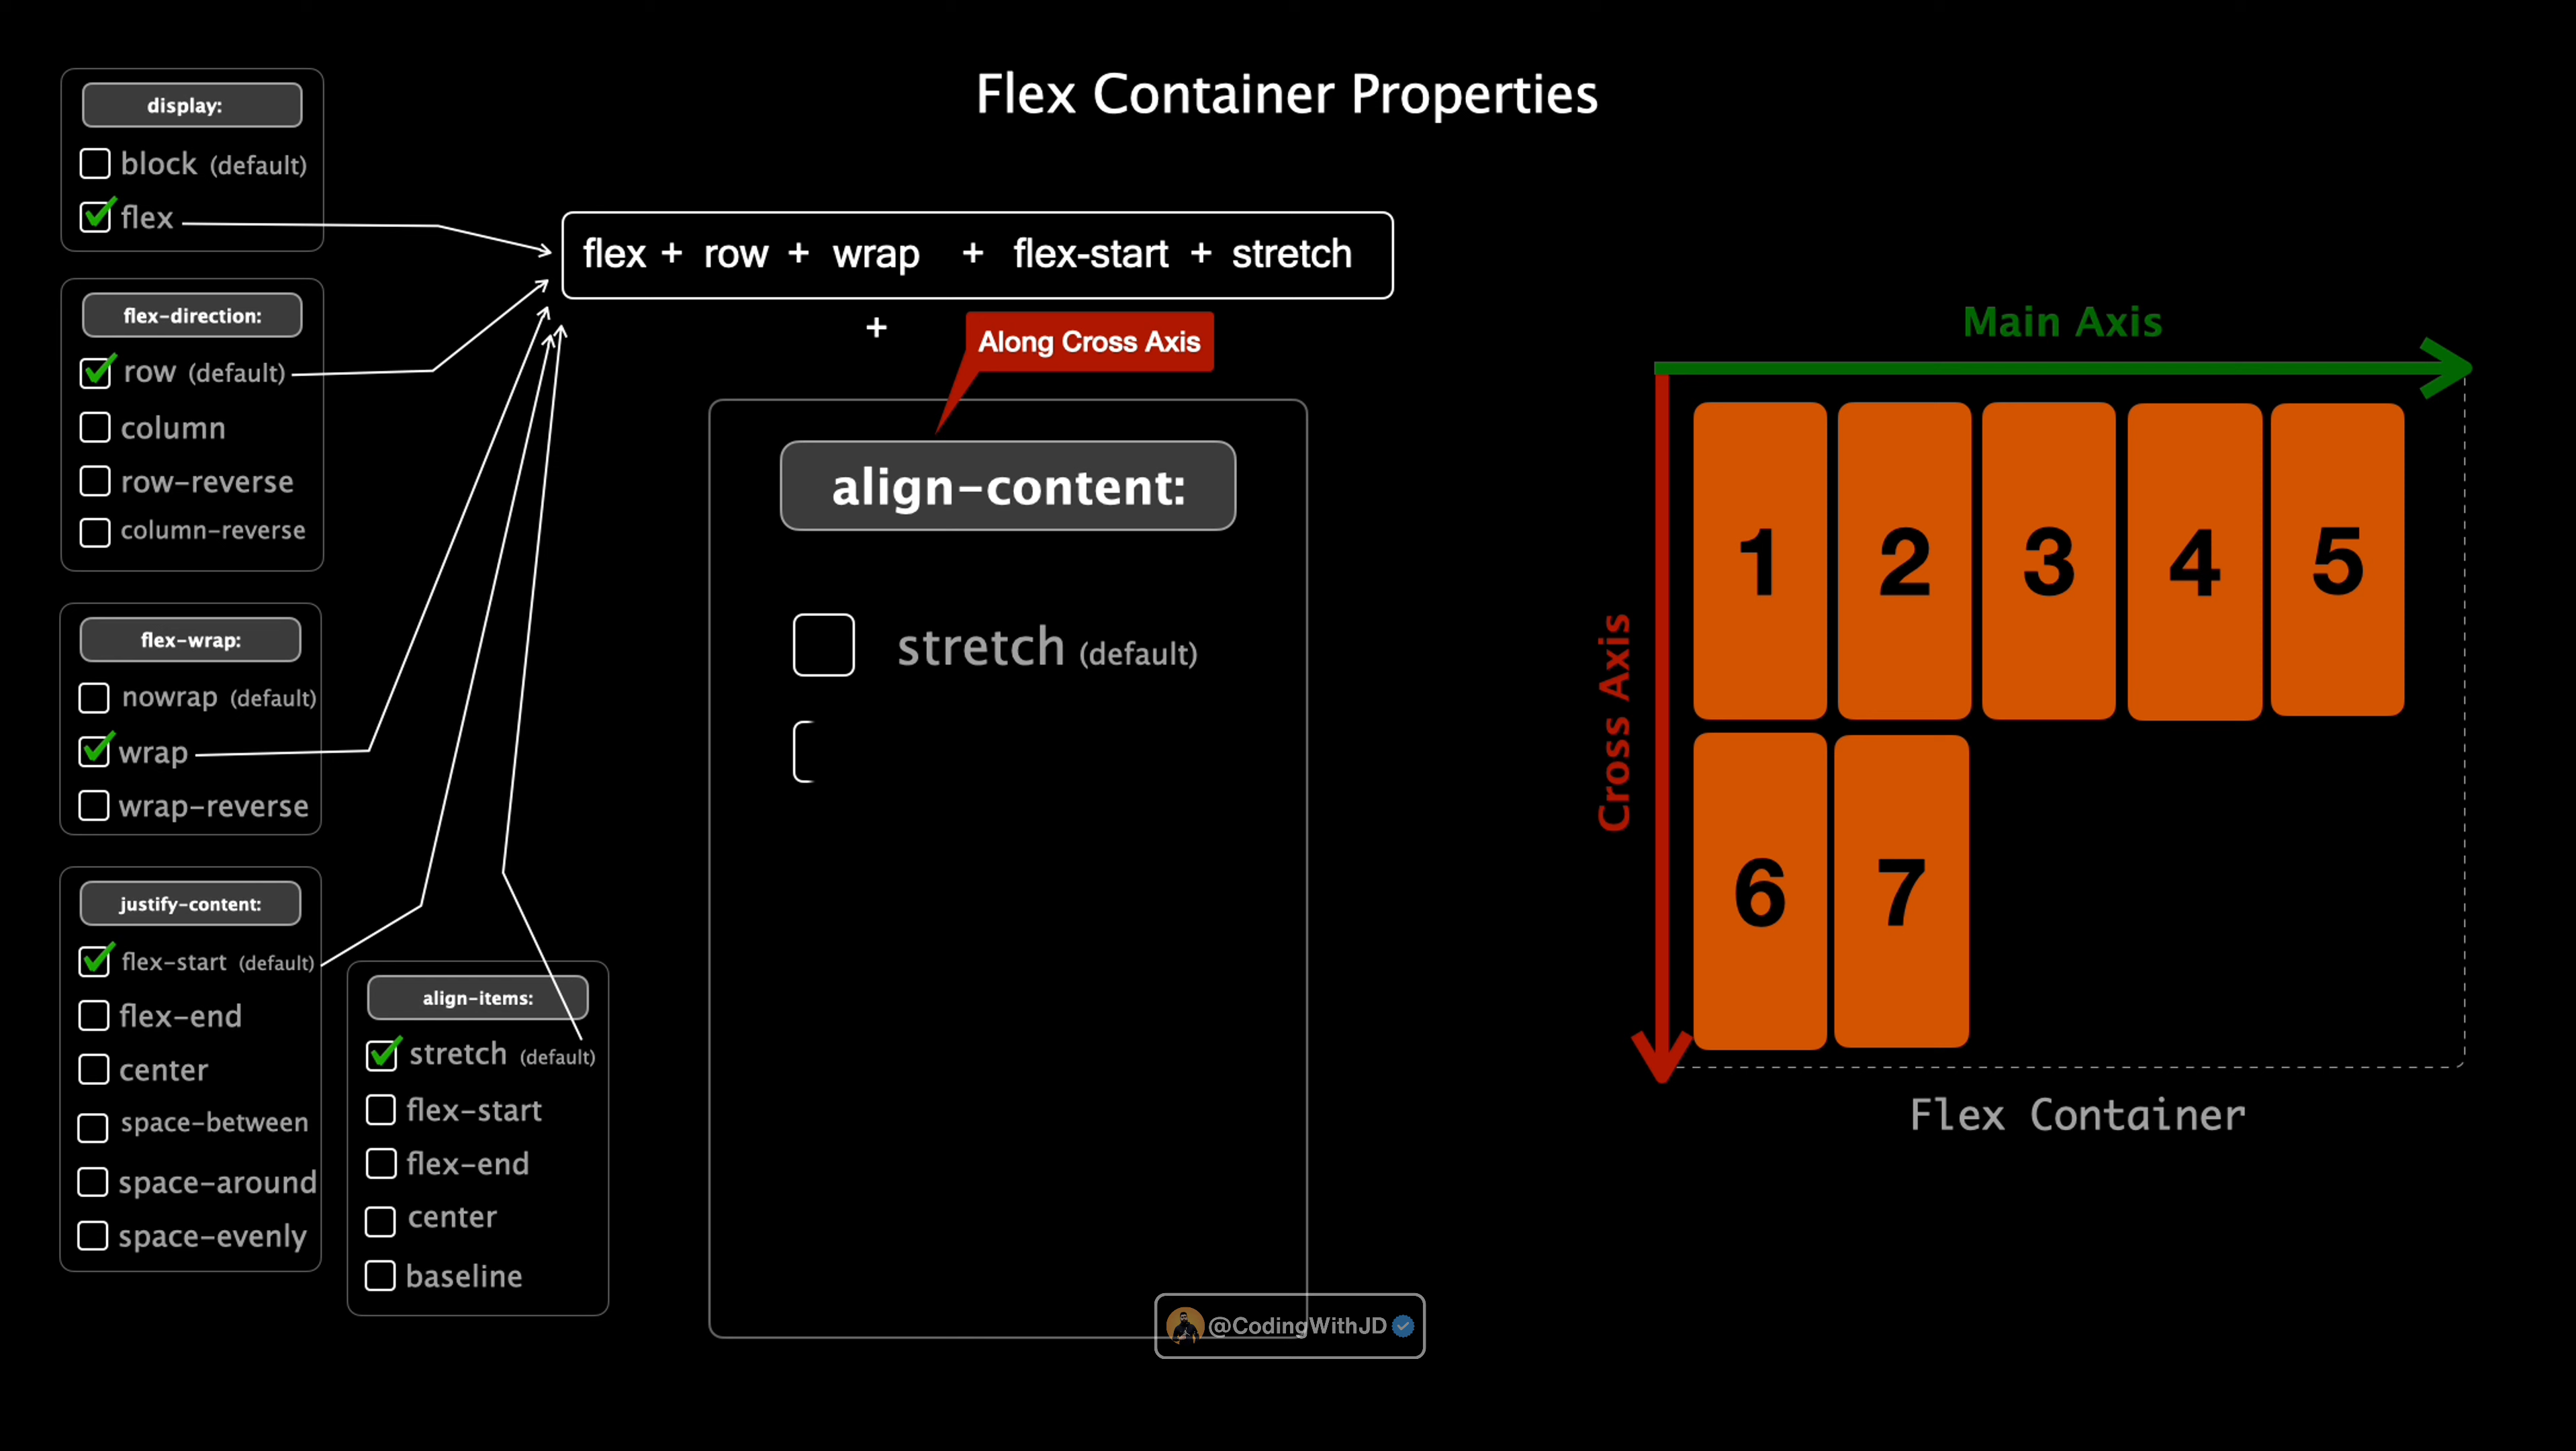 Flex Container Properties
display:
block (default)
flex
flex-direction:
row (default)
column
row-reverse
column-reverse
flex-wrap:
nowrap (default)
wrap
wrap-reverse
justify-content:
flex-start (default)
flex-end
center
space-between
space-around
space-evenly
align-items:
stretch (default)
flex-start
flex-end
center
baseline
flex + row + wrap + flex-start + stretch
+
Along Cross Axis
align-content:
stretch (default)
Main Axis
Cross Axis
1 2 3 4 5
6 7
Flex Container
@CodingWithJD